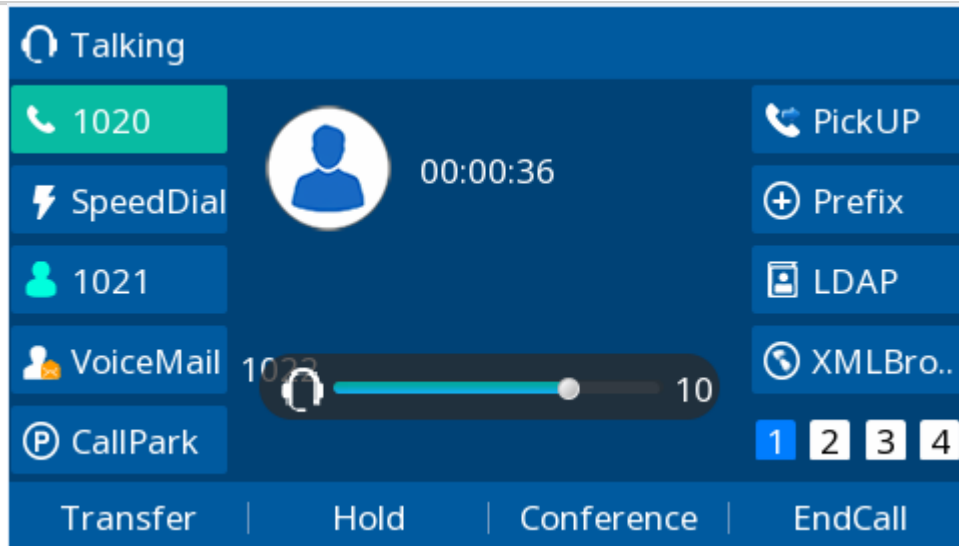 Talking
1020
SpeedDial
1021
VoiceMail
CallPark
00:00:36
1022
10
PickUP
Prefix
LDAP
XMLBro..
1 2 3 4
Transfer Hold Conference EndCall